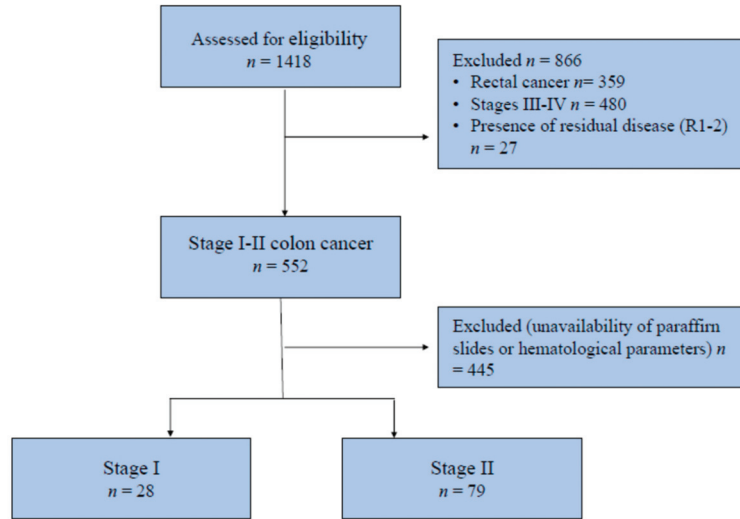 Assessed for eligibility
n = 1418
Excluded n = 866
• Rectal cancer n= 359
• Stages III-IV n = 480
• Presence of residual disease (R1-2)
n = 27
Stage I-II colon cancer
n = 552
Excluded (unavailability of paraffirn
slides or hematological parameters) n
= 445
Stage I
n = 28
Stage II
n = 79